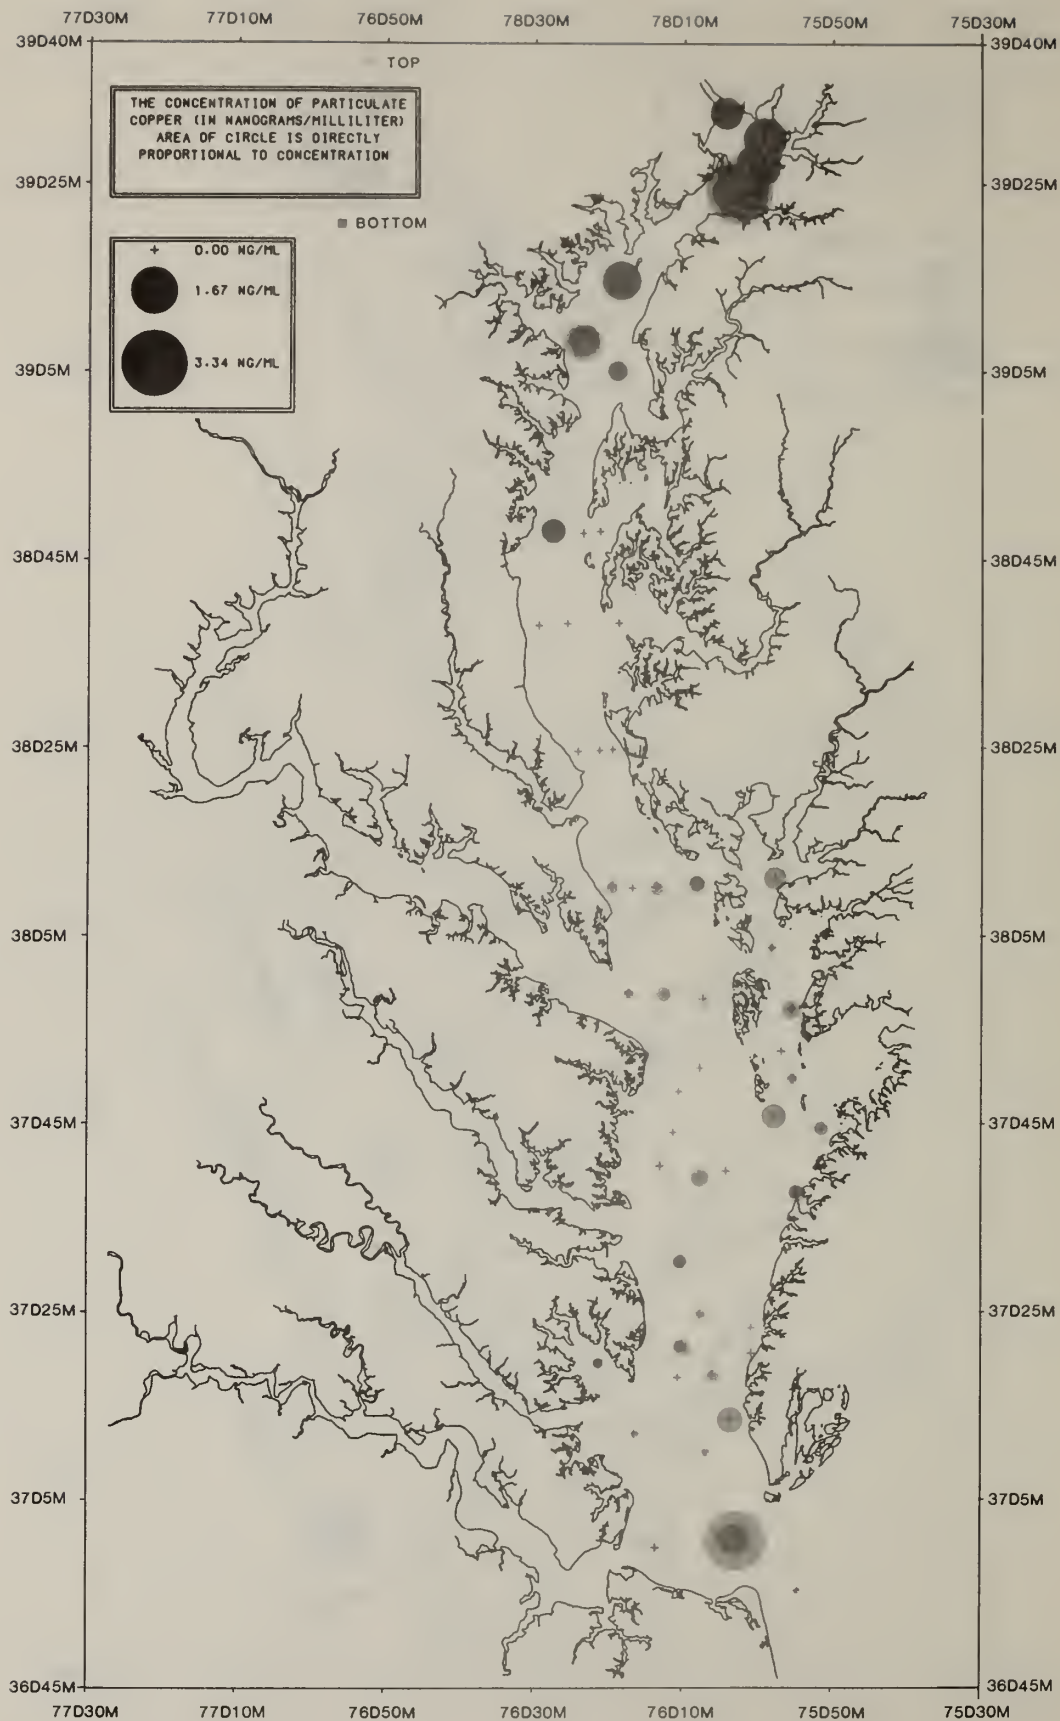 77D30M 77D10M 76D50M 78D30M 78D10M 75D50M 75D30M
39D40M 39D40M
TOP
THE CONCENTRATION OF PARTICULATE
COPPER (IN NANOGRAMS/MILLILITER)
AREA OF CIRCLE IS DIRECTLY
PROPORTIONAL TO CONCENTRATION
39D25M 39D25M
BOTTOM
+ 0.00 NG/ML
1.67 NG/ML
3.34 NG/ML
39D5M 39D5M
38D45M 38D45M
38D25M 38D25M
38D5M 38D5M
37D45M 37D45M
37D25M 37D25M
37D5M 37D5M
36D45M 36D45M
77D30M 77D10M 76D50M 76D30M 76D10M 75D50M 75D30M